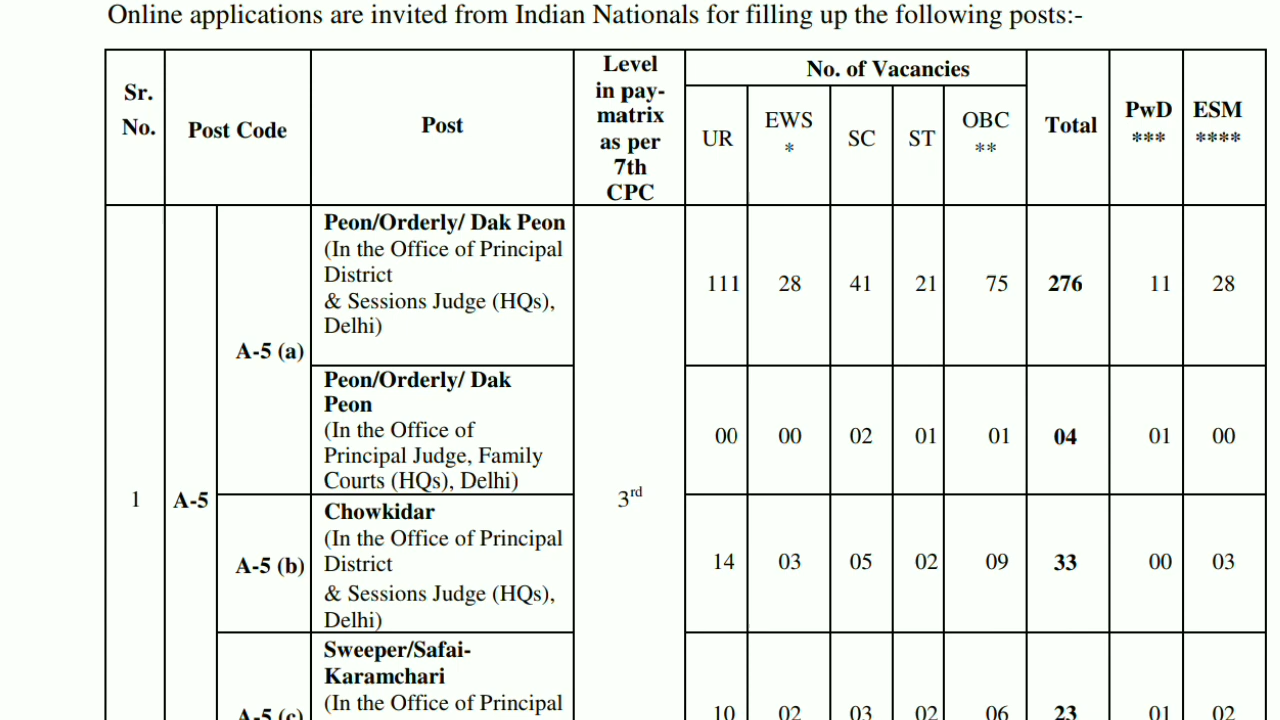 Online applications are invited from Indian Nationals for filling up the following posts:-
Sr. No.
Post Code
Post
Level in pay-matrix as per 7th CPC
No. of Vacancies
UR
EWS *
SC
ST
OBC **
Total
PwD ***
ESM ****
1
A-5
3rd
A-5 (a)
Peon/Orderly/ Dak Peon
(In the Office of Principal
District
& Sessions Judge (HQs),
Delhi)
111 28 41 21 75 276 11 28
Peon/Orderly/ Dak
Peon
(In the Office of
Principal Judge, Family
Courts (HQs), Delhi)
00 00 02 01 01 04 01 00
A-5 (b)
Chowkidar
(In the Office of Principal
District
& Sessions Judge (HQs),
Delhi)
14 03 05 02 09 33 00 03
A-5 (c)
Sweeper/Safai-
Karamchari
(In the Office of Principal
10 02 03 02 06 23 01 02